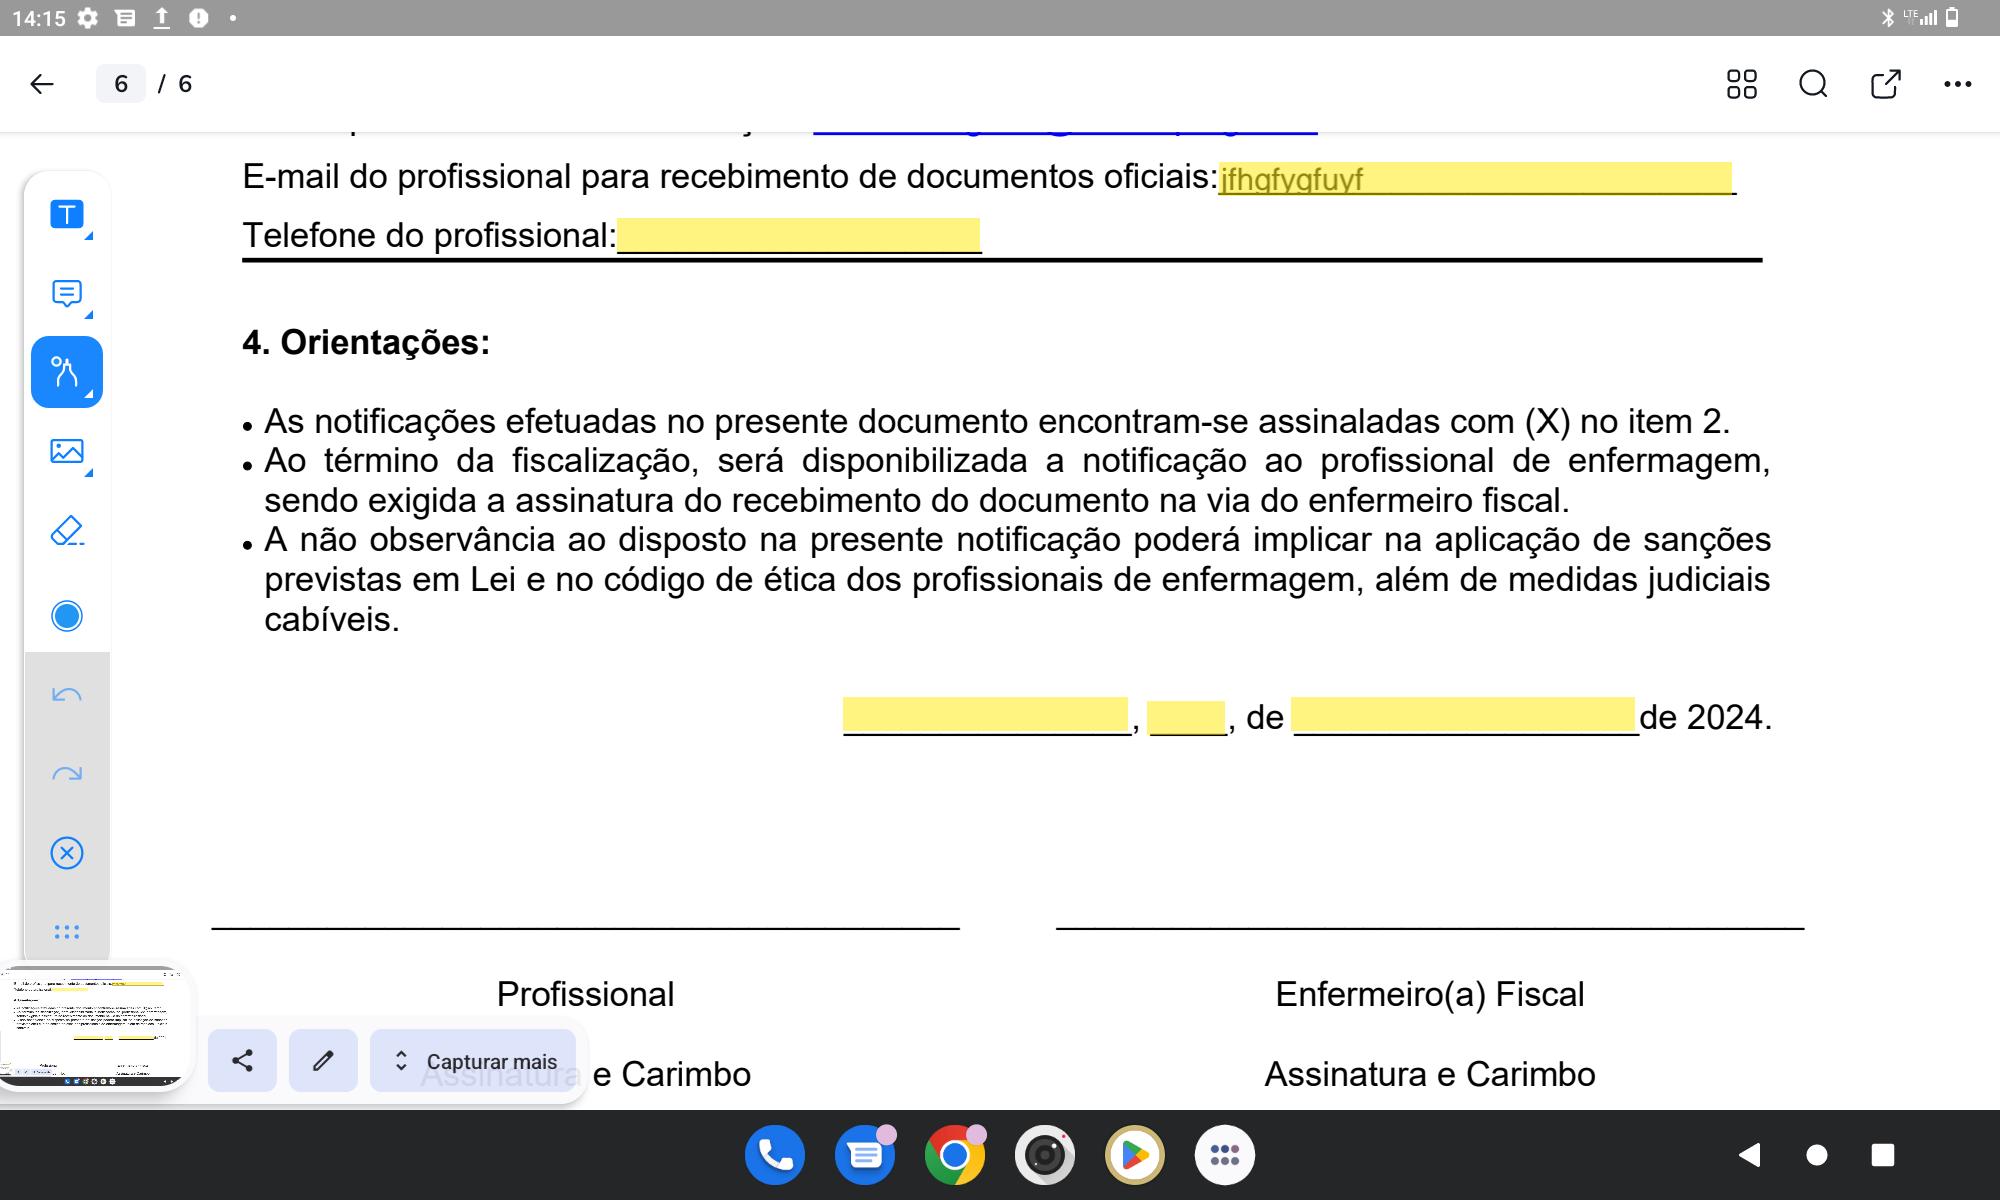 14:15
LTE
6 / 6
E-mail do profissional para recebimento de documentos oficiais: jfhgfygfuyf
Telefone do profissional:
4. Orientações:
• As notificações efetuadas no presente documento encontram-se assinaladas com (X) no item 2.
• Ao término da fiscalização, será disponibilizada a notificação ao profissional de enfermagem,
sendo exigida a assinatura do recebimento do documento na via do enfermeiro fiscal.
• A não observância ao disposto na presente notificação poderá implicar na aplicação de sanções
previstas em Lei e no código de ética dos profissionais de enfermagem, além de medidas judiciais
cabíveis.
, , de de 2024.
Profissional
Enfermeiro(a) Fiscal
Capturar mais
Assinatura e Carimbo
Assinatura e Carimbo